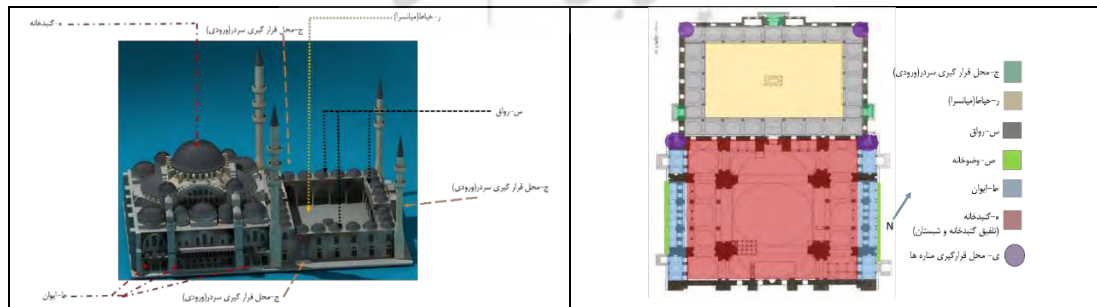 ه-گنبدخانه
ر-حیاط(میانسرا)
ج-محل قرار گیری سردر(ورودی)
س-رواق
ج-محل قرار گیری سردر(ورودی)
ط-ایوان
ج-محل قرار گیری سردر(ورودی)
ج-محل قرار گیری سردر(ورودی)
ر-حیاط(میانسرا)
س-رواق
ص-وضوخانه
ط-ایوان
ه-گنبدخانه
(تلفیق گنبدخانه و شبستان)
ی- محل قرارگیری مناره ها
N